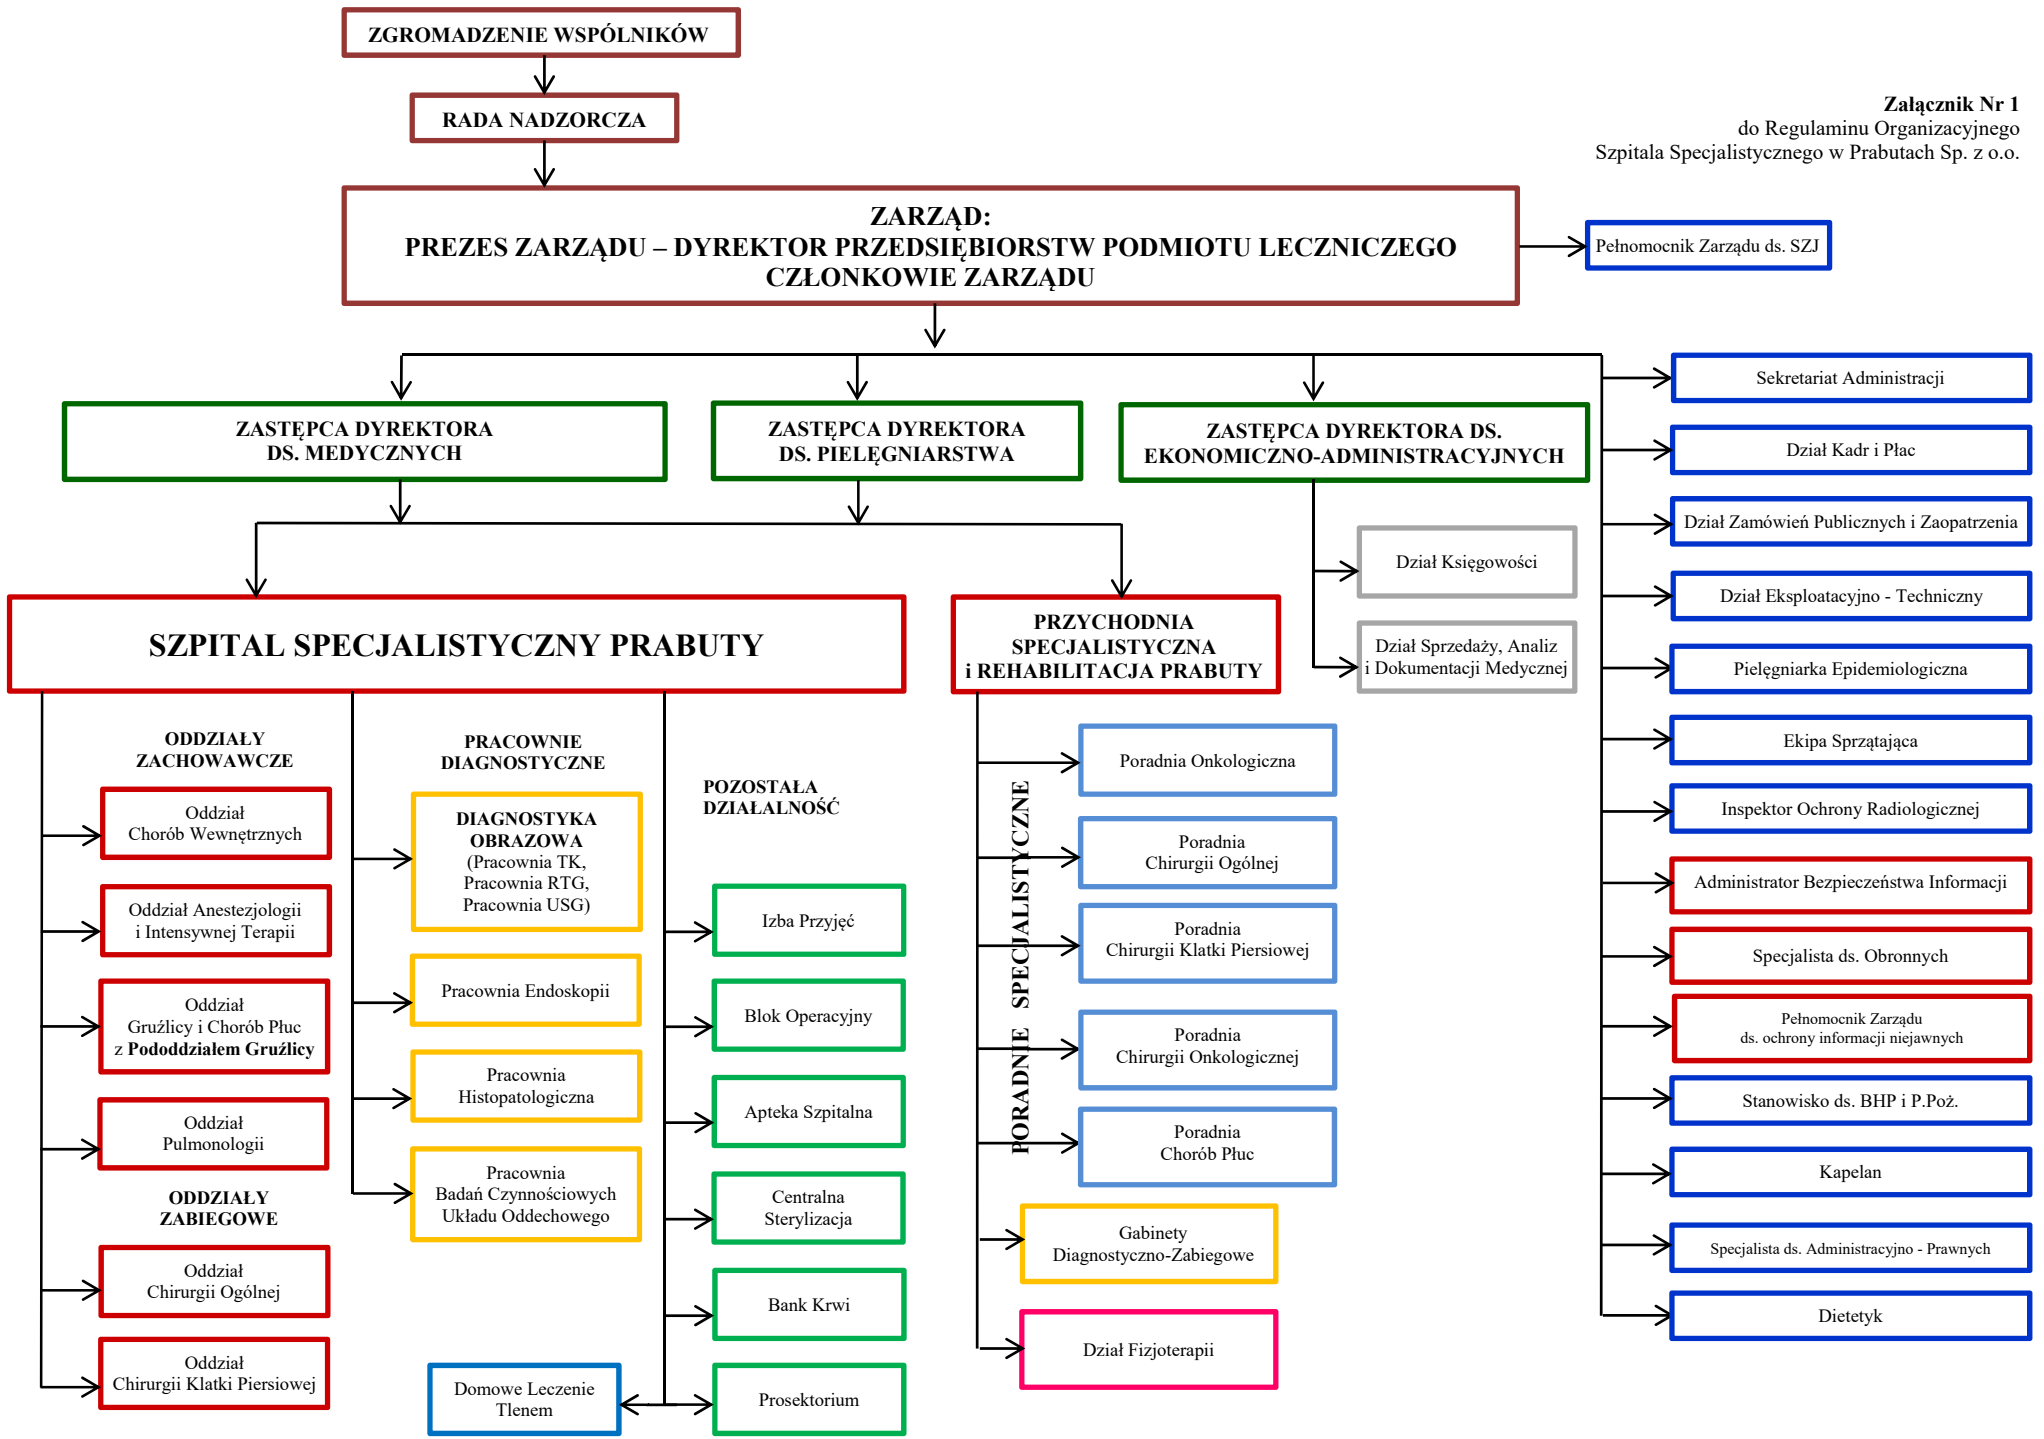 ZGROMADZENIE WSPÓLNIKÓW
RADA NADZORCZA
Załącznik Nr 1
do Regulaminu Organizacyjnego
Szpitala Specjalistycznego w Prabutach Sp. z o.o.
ZARZĄD:
PREZES ZARZĄDU – DYREKTOR PRZEDSIĘBIORSTW PODMIOTU LECZNICZEGO
CZŁONKOWIE ZARZĄDU
Pełnomocnik Zarządu ds. SZJ
ZASTĘPCA DYREKTORA
DS. MEDYCZNYCH
ZASTĘPCA DYREKTORA
DS. PIELĘGNIARSTWA
ZASTĘPCA DYREKTORA DS.
EKONOMICZNO-ADMINISTRACYJNYCH
Dział Księgowości
Dział Sprzedaży, Analiz
i Dokumentacji Medycznej
SZPITAL SPECJALISTYCZNY PRABUTY
PRZYCHODNIA
SPECJALISTYCZNA
i REHABILITACJA PRABUTY
ODDZIAŁY
ZACHOWAWCZE
Oddział
Chorób Wewnętrznych
Oddział Anestezjologii
i Intensywnej Terapii
Oddział
Gruźlicy i Chorób Płuc
z Pododdziałem Gruźlicy
Oddział
Pulmonologii
ODDZIAŁY
ZABIEGOWE
Oddział
Chirurgii Ogólnej
Oddział
Chirurgii Klatki Piersiowej
PRACOWNIE
DIAGNOSTYCZNE
DIAGNOSTYKA
OBRAZOWA
(Pracownia TK,
Pracownia RTG,
Pracownia USG)
Pracownia Endoskopii
Pracownia
Histopatologiczna
Pracownia
Badań Czynnościowych
Układu Oddechowego
POZOSTAŁA
DZIAŁALNOŚĆ
Izba Przyjęć
Blok Operacyjny
Apteka Szpitalna
Centralna
Sterylizacja
Bank Krwi
Prosektorium
Domowe Leczenie
Tlenem
PORADNIE SPECJALISTYCZNE
Poradnia Onkologiczna
Poradnia
Chirurgii Ogólnej
Poradnia
Chirurgii Klatki Piersiowej
Poradnia
Chirurgii Onkologicznej
Poradnia
Chorób Płuc
Gabinety
Diagnostyczno-Zabiegowe
Dział Fizjoterapii
Sekretariat Administracji
Dział Kadr i Płac
Dział Zamówień Publicznych i Zaopatrzenia
Dział Eksploatacyjno - Techniczny
Pielęgniarka Epidemiologiczna
Ekipa Sprzątająca
Inspektor Ochrony Radiologicznej
Administrator Bezpieczeństwa Informacji
Specjalista ds. Obronnych
Pełnomocnik Zarządu
ds. ochrony informacji niejawnych
Stanowisko ds. BHP i P.Poż.
Kapelan
Specjalista ds. Administracyjno - Prawnych
Dietetyk